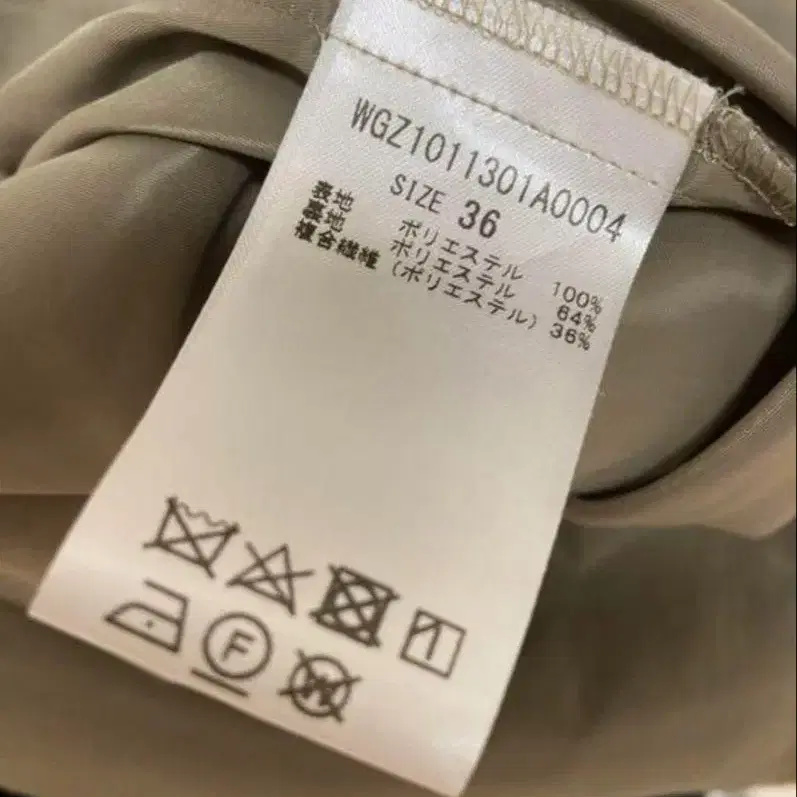 WGZ1011301A0004
SIZE 36
表地 ポリエステル 100%
裏地 ポリエステル 64%
複合繊維 (ポリエステル) 36%
F
W